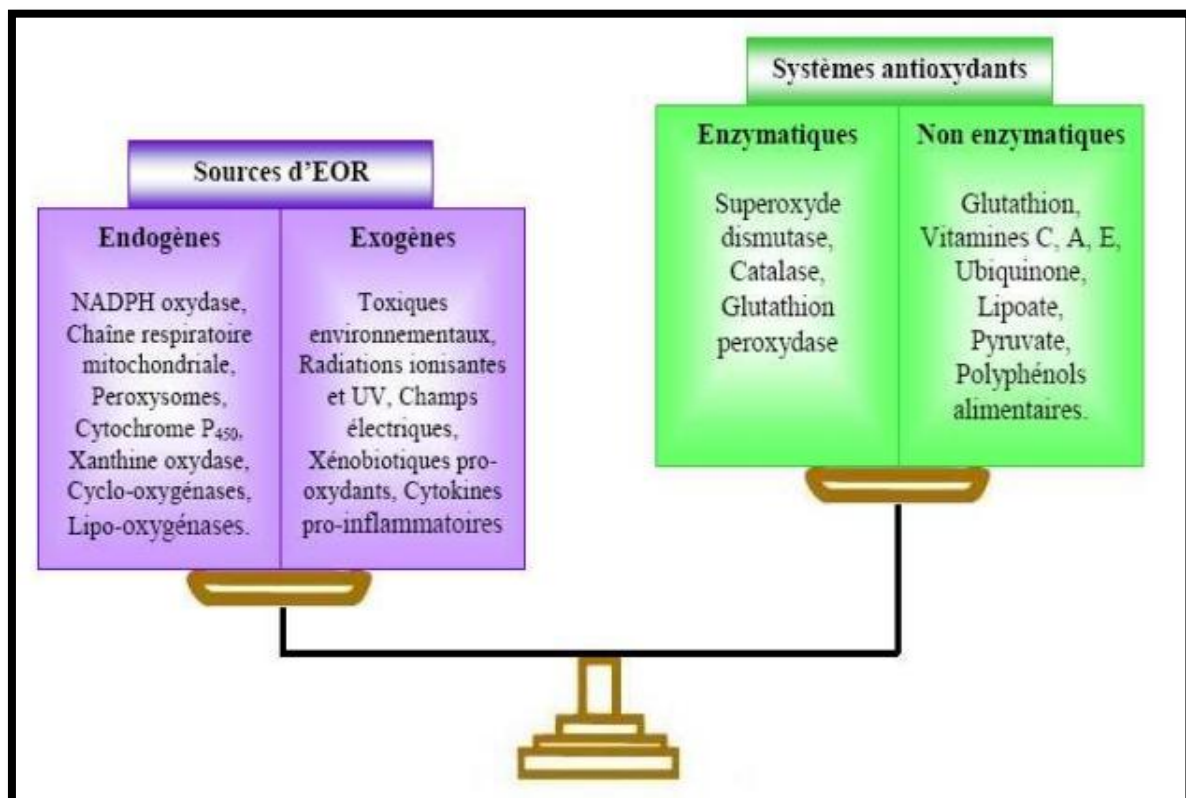 Sources d’EOR
Endogènes
NADPH oxydase,
Chaîne respiratoire
mitochondriale,
Peroxysomes,
Cytochrome P₄₅₀,
Xanthine oxydase,
Cyclo-oxygénases,
Lipo-oxygénases.
Exogènes
Toxiques
environnementaux,
Radiations ionisantes
et UV, Champs
électriques,
Xénobiotiques pro-
oxydants, Cytokines
pro-inflammatoires
Systèmes antioxydants
Enzymatiques
Superoxyde
dismutase,
Catalase,
Glutathion
peroxydase
Non enzymatiques
Glutathion,
Vitamines C, A, E,
Ubiquinone,
Lipoate,
Pyruvate,
Polyphénols
alimentaires.